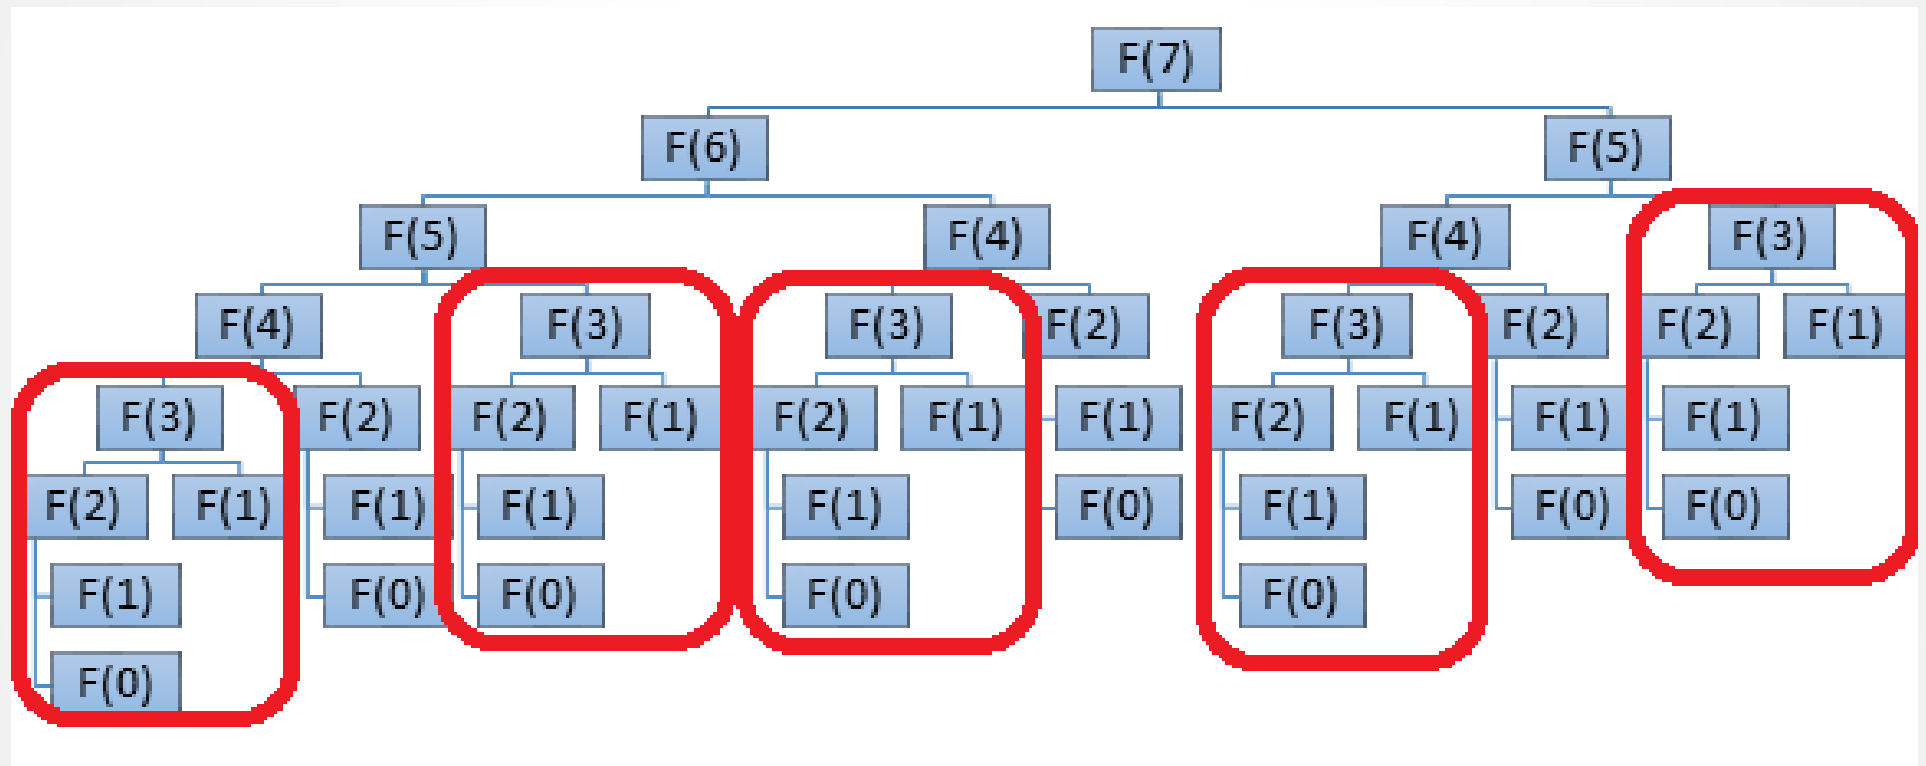 F(7)
F(6) F(5)
F(5) F(4) F(4) F(3)
F(4) F(3) F(3) F(2) F(3) F(2) F(2) F(1)
F(3) F(2) F(2) F(1) F(2) F(1) F(1) F(2) F(1) F(1) F(1)
F(2) F(1) F(1) F(1) F(1) F(0) F(1) F(0) F(0)
F(1) F(0) F(0) F(0) F(0)
F(0)